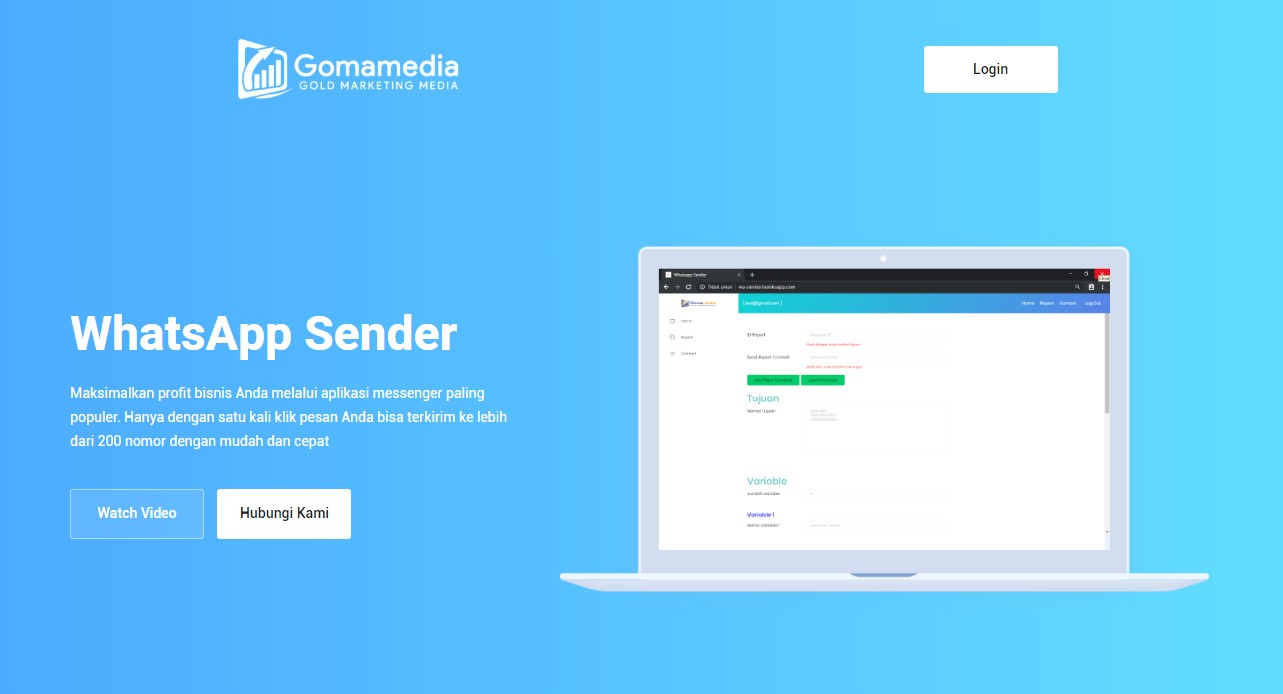 Gomamedia
GOLD MARKETING MEDIA
Login
WhatsApp Sender
Maksimalkan profit bisnis Anda melalui aplikasi messenger paling
populer. Hanya dengan satu kali klik pesan Anda bisa terkirim ke lebih
dari 200 nomor dengan mudah dan cepat
Watch Video
Hubungi Kami
Whatsapp Sender
Tidak aman
wa-sender.herokuapp.com
Gomamedia
Home Report Contact Log Out
Home
Report
Contact
ID Report
Send Report To Email
Add New Contact
Load Contact
Tujuan
Nomor Tujuan
Variable
Jumlah Variable
Variable 1
Nama Variable 1